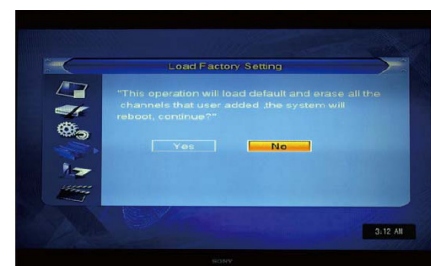 Load Factory Setting
"This operation will load default and erase all the
channels that user added ,the system will
reboot, continue?"
Yes No
3:12 AM
SONY